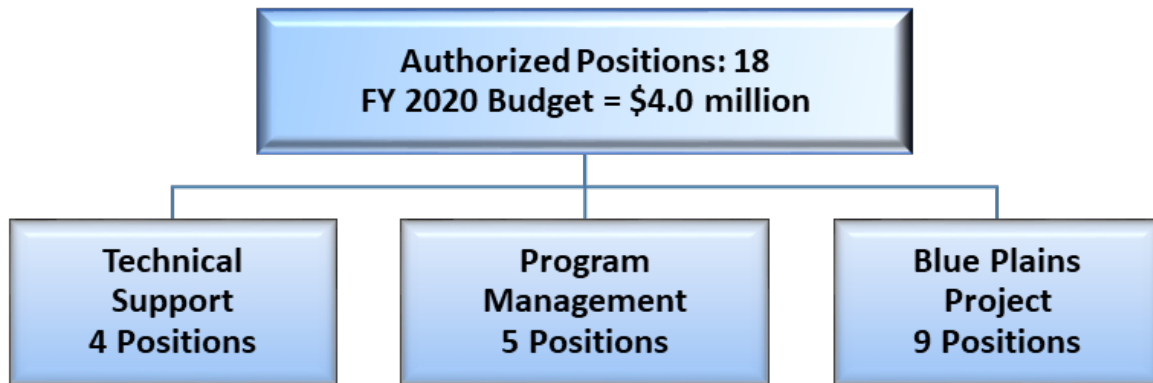 Authorized Positions: 18
FY 2020 Budget = $4.0 million
Technical
Support
4 Positions
Program
Management
5 Positions
Blue Plains
Project
9 Positions